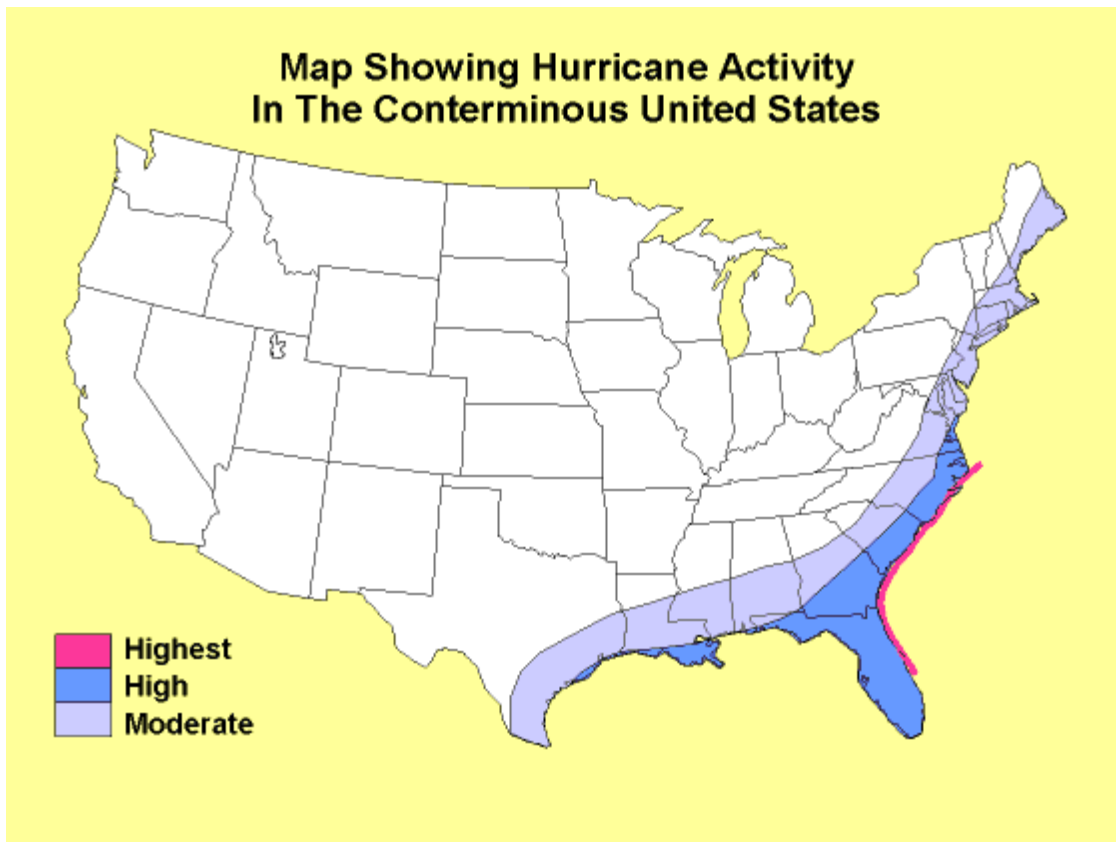 Map Showing Hurricane Activity
In The Conterminous United States
Highest
High
Moderate